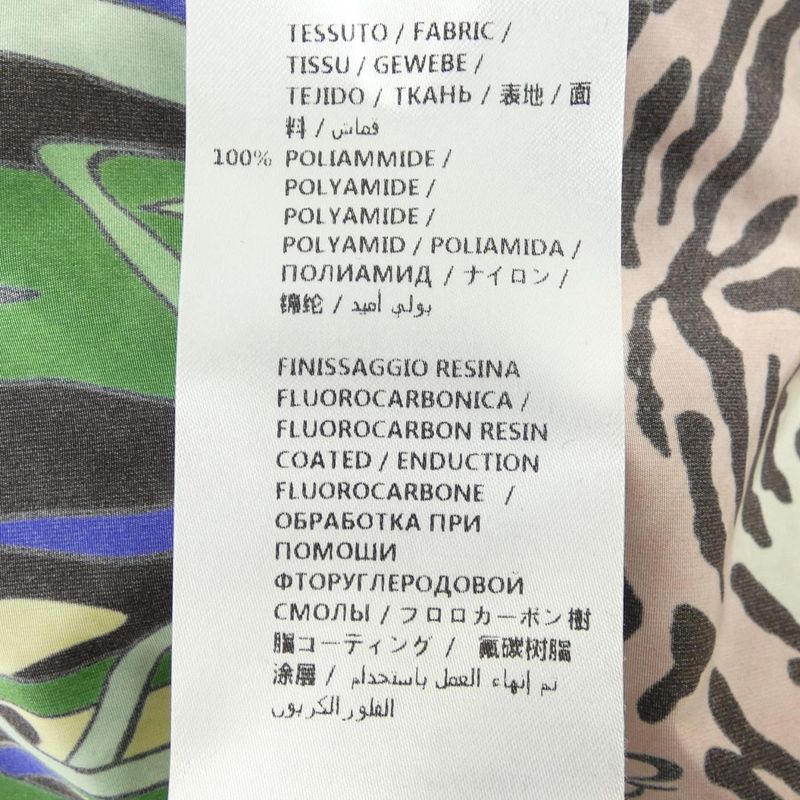 TESSUTO / FABRIC /
TISSU / GEWEBE /
TEJIDO / ТКАНЬ / 表地 / 面
料 / قماش
100% POLIAMMIDE /
POLYAMIDE /
POLYAMIDE /
POLYAMID / POLIAMIDA /
ПОЛИАМИД / ナイロン /
锦纶 / بولي أميد
FINISSAGGIO RESINA
FLUOROCARBONICA /
FLUOROCARBON RESIN
COATED / ENDUCTION
FLUOROCARBONE /
ОБРАБОТКА ПРИ
ПОМОШИ
ФТОРУГЛЕРОДОВОЙ
СМОЛЫ / フロロカーボン樹
脂コーティング / 氟碳树脂
涂层 / تم إنهاء العمل باستخدام
الفلور الكربون